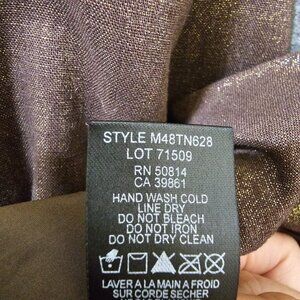 STYLE M48TN628
LOT 71509
RN 50814
CA 39861
HAND WASH COLD
LINE DRY
DO NOT BLEACH
DO NOT IRON
DO NOT DRY CLEAN
LAVER A LA MAIN A FROID
SUR CORDE SECHER